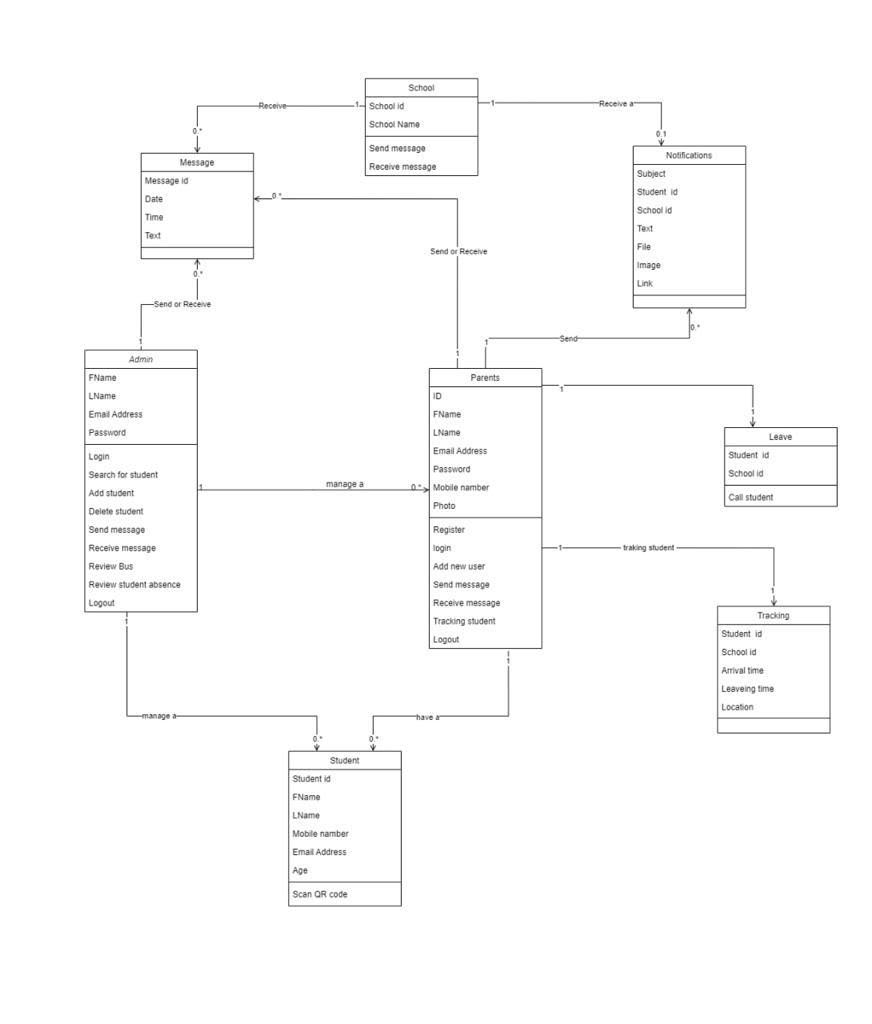 School
School id
School Name
Send message
Receive message
1
Receive
0.*
1
Receive a
0.1
Message
Message id
Date
Time
Text
Notifications
Subject
Student  id
School id
Text
File
Image
Link
0.*
Send or Receive
1
0.*
Send or Receive
1
1
Send
0.*
Admin
FName
LName
Email Address
Password
Login
Search for student
Add student
Delete student
Send message
Receive message
Review Bus
Review student absence
Logout
1
manage a
0.*
Parents
ID
FName
LName
Email Address
Password
Mobile namber
Photo
Register
login
Add new user
Send message
Receive message
Tracking student
Logout
1
1
Leave
Student  id
School id
Call student
1
traking student
1
Tracking
Student  id
School id
Arrival time
Leaveing time
Location
1
manage a
0.*
1
have a
0.*
Student
Student id
FName
LName
Mobile namber
Email Address
Age
Scan QR code